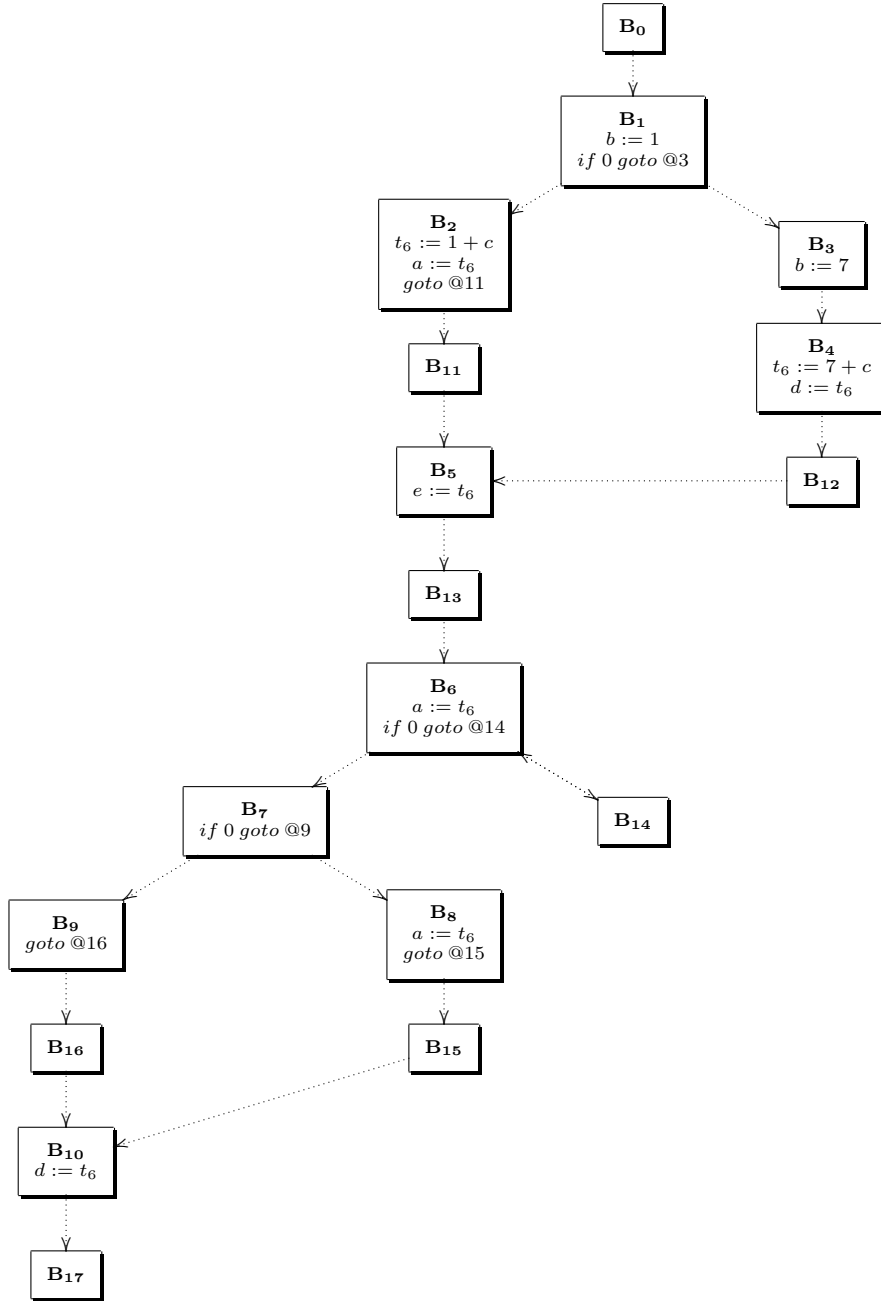 B₀
B₁
b := 1
if 0 goto @3
B₂
t₆ := 1 + c
a := t₆
goto @11
B₃
b := 7
B₄
t₆ := 7 + c
d := t₆
B₁₁
B₅
e := t₆
B₁₂
B₁₃
B₆
a := t₆
if 0 goto @14
B₇
if 0 goto @9
B₁₄
B₉
goto @16
B₈
a := t₆
goto @15
B₁₆
B₁₅
B₁₀
d := t₆
B₁₇